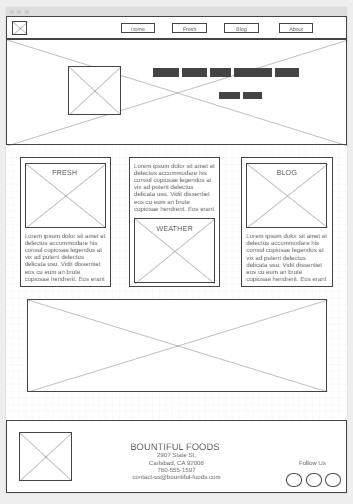 Home Fresh Blog About
FRESH
Lorem ipsum dolor sit amet et
delectus accommodare his
consul copiosae legendos at
vix ad putent delectus
delicata usu. Vidit dissentiet
eos cu eum an brute
copiosae hendrerit. Eos erant
Lorem ipsum dolor sit amet et
delectus accommodare his
consul copiosae legendos at
vix ad putent delectus
delicata usu. Vidit dissentiet
eos cu eum an brute
copiosae hendrerit. Eos erant
WEATHER
BLOG
Lorem ipsum dolor sit amet et
delectus accommodare his
consul copiosae legendos at
vix ad putent delectus
delicata usu. Vidit dissentiet
eos cu eum an brute
copiosae hendrerit. Eos erant
BOUNTIFUL FOODS
2907 State St,
Carlsbad, CA 92008
760-555-1597
contact-us@bountiful-foods.com
Follow Us